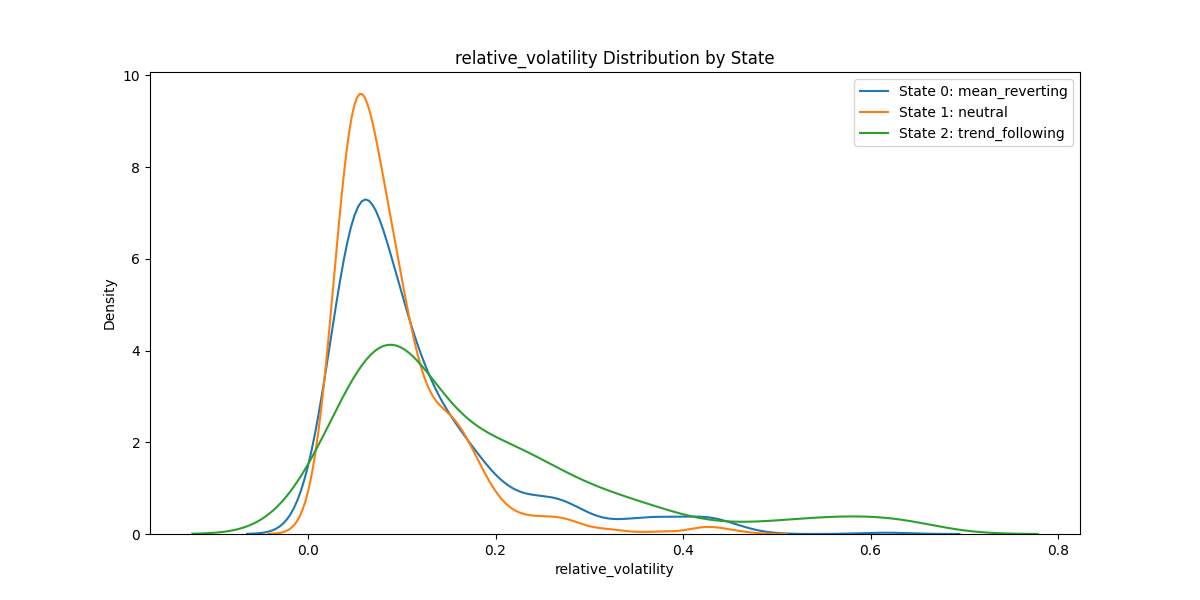 relative_volatility Distribution by State
State 0: mean_reverting
State 1: neutral
State 2: trend_following
Density
10
8
6
4
2
0
0.0 0.2 0.4 0.6 0.8
relative_volatility